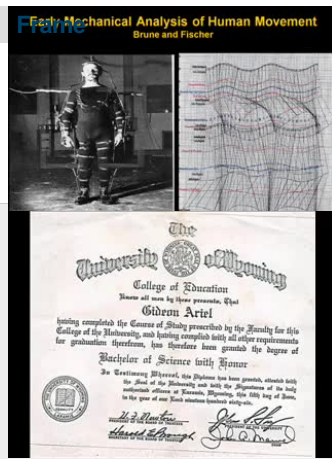 Early Mechanical Analysis of Human Movement
Frame
Brune and Fischer
The
University of Wyoming
College of Education
Know all men by these presents, That
Gideon Ariel
having completed the Course of Study prescribed by the Faculty for this
College of the University, and having complied with all other requirements
for graduation therefrom, has therefore been granted the degree of
Bachelor of Science with Honor
In Testimony Whereof, this Diploma has been granted, attested with
the Seal of the University and with the Signatures of its duly
authorized officers at Laramie, Wyoming, this fifth day of June,
in the year of our Lord nineteen hundred sixty-six.